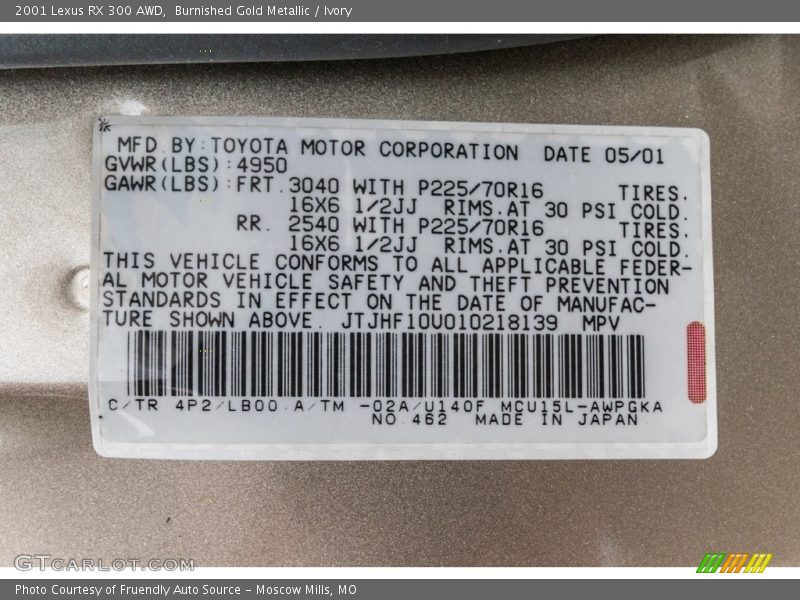 2001 Lexus RX 300 AWD, Burnished Gold Metallic / Ivory
MFD.BY:TOYOTA MOTOR CORPORATION DATE 05/01
GVWR(LBS):4950
GAWR(LBS):FRT.3040 WITH P225/70R16 TIRES.
16X6 1/2JJ RIMS.AT 30 PSI COLD.
RR. 2540 WITH P225/70R16 TIRES.
16X6 1/2JJ RIMS.AT 30 PSI COLD.
THIS VEHICLE CONFORMS TO ALL APPLICABLE FEDER-
AL MOTOR VEHICLE SAFETY AND THEFT PREVENTION
STANDARDS IN EFFECT ON THE DATE OF MANUFAC-
TURE SHOWN ABOVE. JTJHF10U010218139 MPV
C/TR 4P2/LB00 A/TM -02A/U140F MCU15L-AWPGKA
NO.462 MADE IN JAPAN
GTcarlot.com
Photo Courtesy of Fruendly Auto Source - Moscow Mills, MO